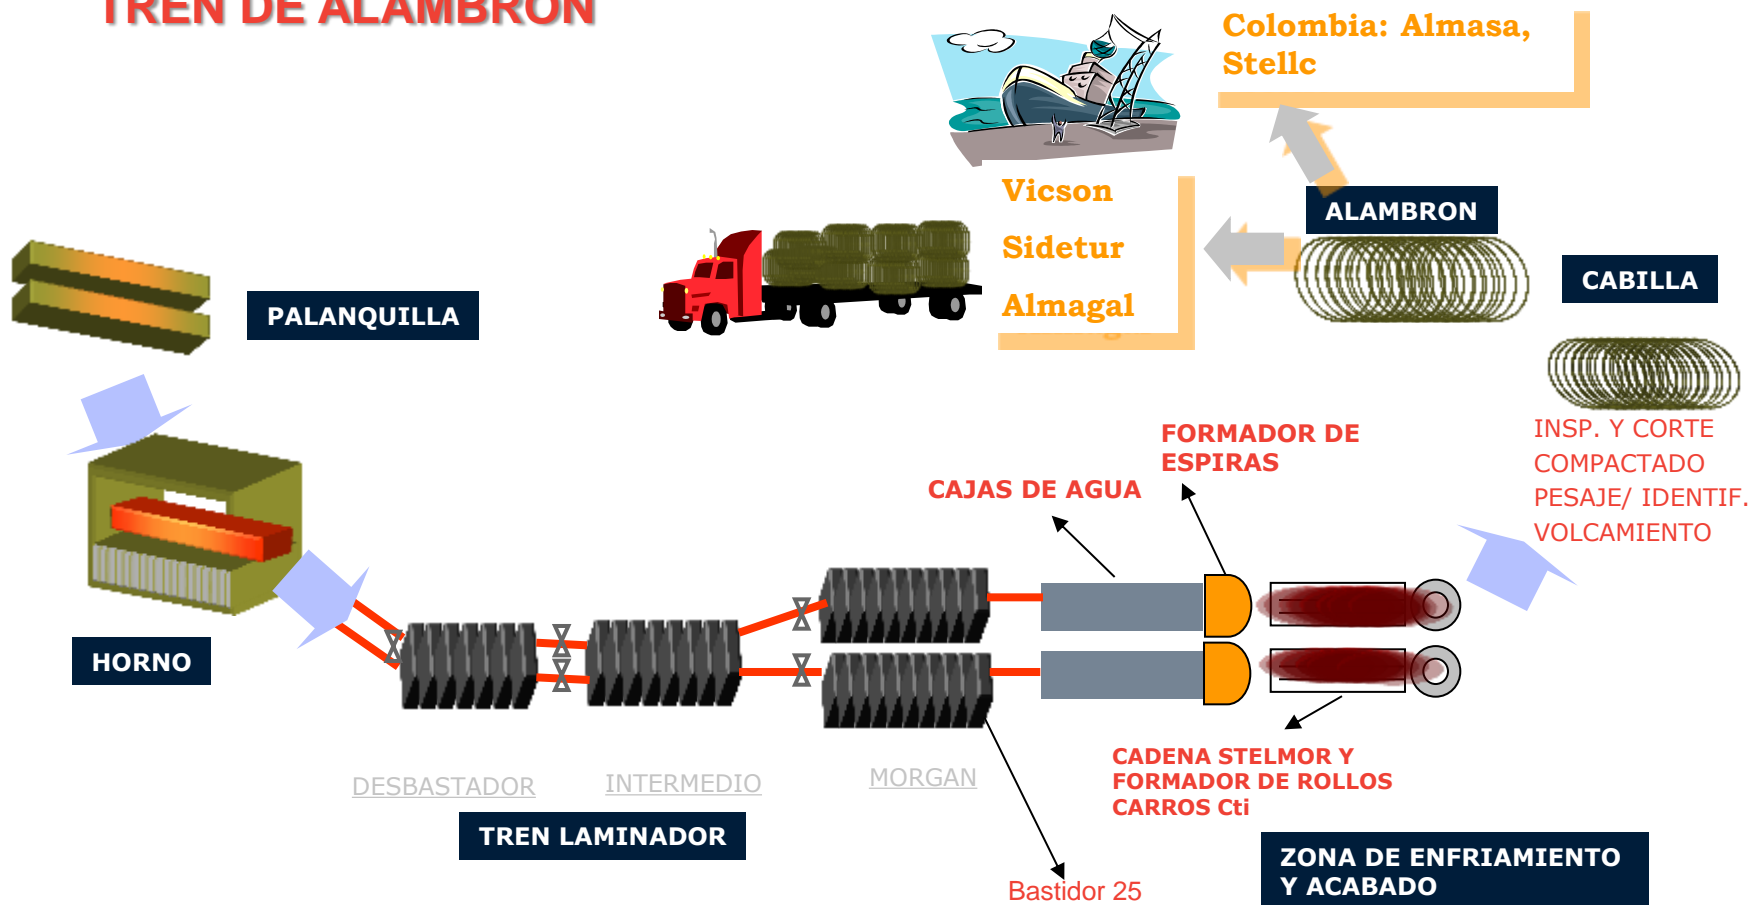 TREN DE ALAMBRON
Colombia: Almasa,
Stellc
Vicson
Sidetur
Almagal
ALAMBRON
CABILLA
PALANQUILLA
INSP. Y CORTE
COMPACTADO
PESAJE/ IDENTIF.
VOLCAMIENTO
FORMADOR DE
ESPIRAS
CAJAS DE AGUA
HORNO
DESBASTADOR
INTERMEDIO
MORGAN
CADENA STELMOR Y
FORMADOR DE ROLLOS
CARROS Cti
TREN LAMINADOR
ZONA DE ENFRIAMIENTO
Y ACABADO
Bastidor 25